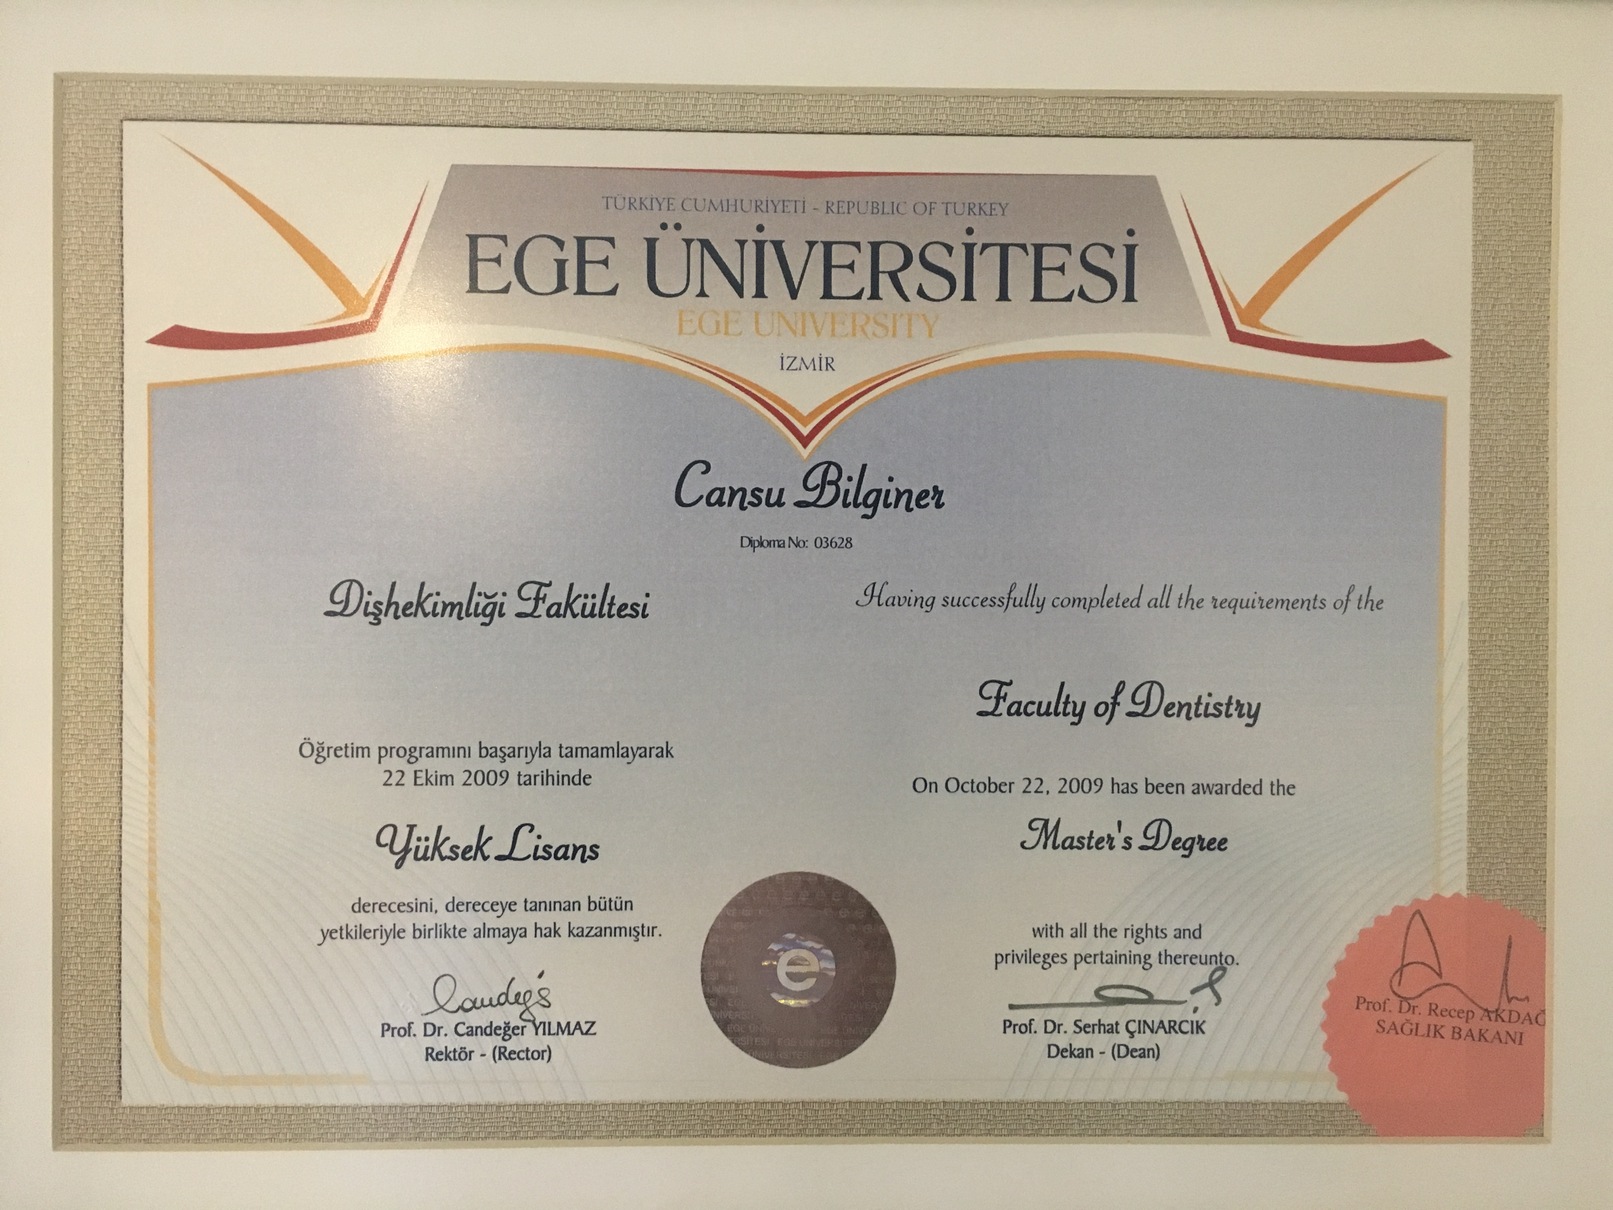 TÜRKİYE CUMHURİYETİ - REPUBLIC OF TURKEY
EGE ÜNİVERSİTESİ
EGE UNIVERSITY
İZMİR
Cansu Bilginer
Diploma No: 03628
Dişhekimliği Fakültesi
Öğretim programını başarıyla tamamlayarak
22 Ekim 2009 tarihinde
Yüksek Lisans
derecesini, dereceye tanınan bütün
yetkileriyle birlikte almaya hak kazanmıştır.
Prof. Dr. Candeğer YILMAZ
Rektör - (Rector)
Having successfully completed all the requirements of the
Faculty of Dentistry
On October 22, 2009 has been awarded the
Master's Degree
with all the rights and
privileges pertaining thereunto.
Prof. Dr. Serhat ÇINARCIK
Dekan - (Dean)
e
Prof. Dr. Recep AKDAĞ
SAĞLIK BAKANI